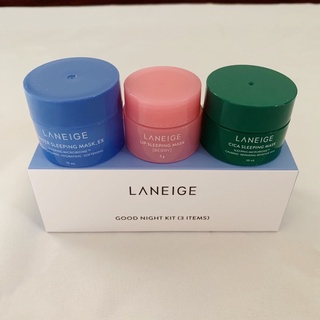 LANEIGE
SLEEPING MASK_EX
LANEIGE
LIP SLEEPING MASK
LANEIGE
CICA SLEEPING MASK
LANEIGE
GOOD NIGHT KIT (3 ITEMS)